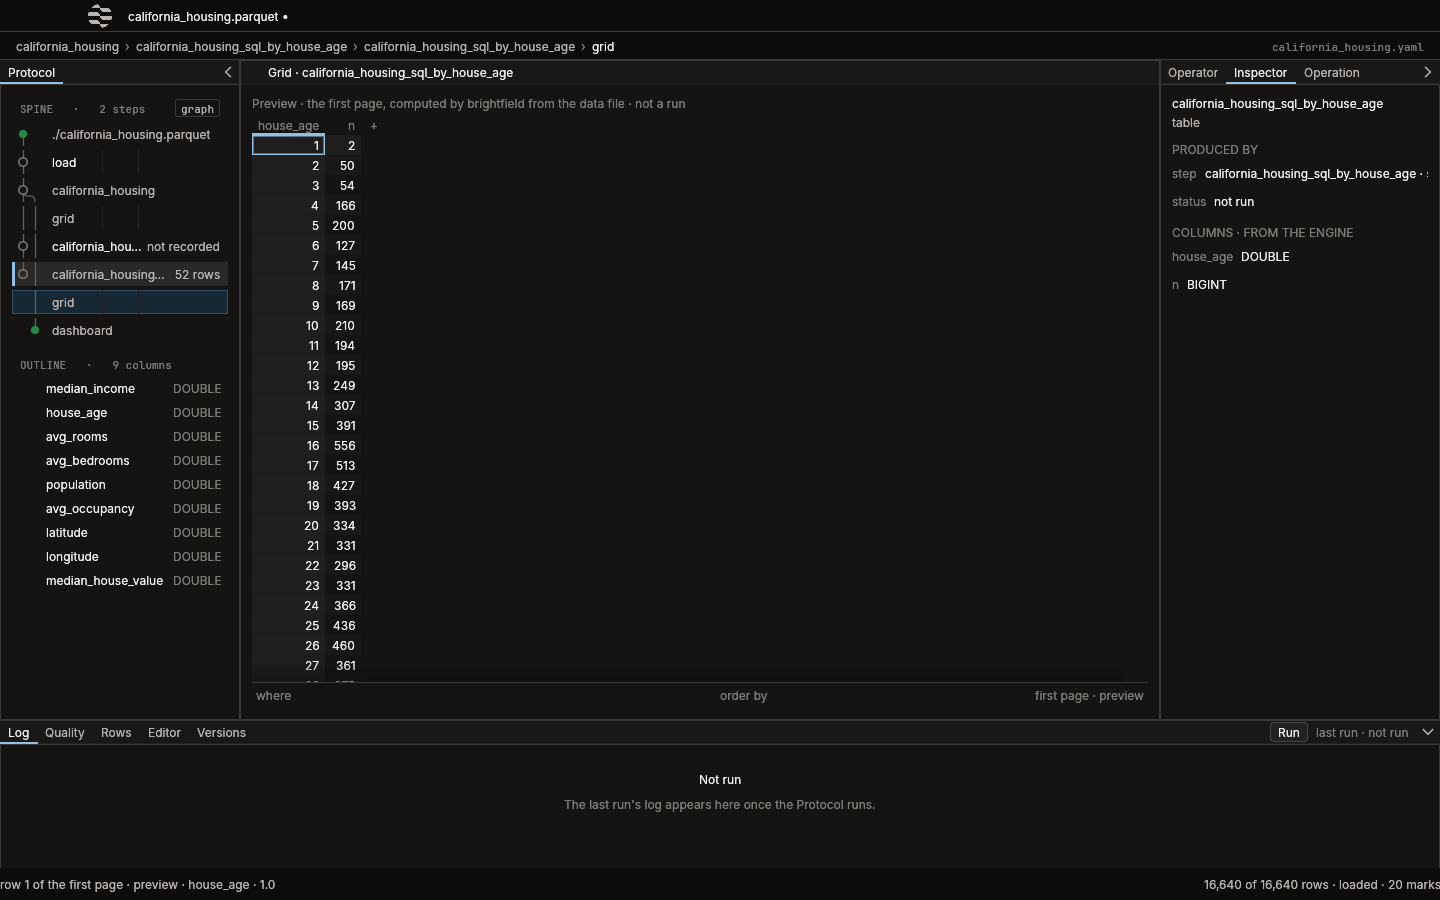 california_housing.parquet •
california_housing › california_housing_sql_by_house_age › california_housing_sql_by_house_age › grid
california_housing.yaml
Protocol
Grid · california_housing_sql_by_house_age
Operator Inspector Operation
SPINE · 2 steps graph
./california_housing.parquet
load
california_housing
grid
california_hou... not recorded
california_housing... 52 rows
grid
dashboard
OUTLINE · 9 columns
median_income DOUBLE
house_age DOUBLE
avg_rooms DOUBLE
avg_bedrooms DOUBLE
population DOUBLE
avg_occupancy DOUBLE
latitude DOUBLE
longitude DOUBLE
median_house_value DOUBLE
Preview · the first page, computed by brightfield from the data file · not a run
house_age n +
1 2
2 50
3 54
4 166
5 200
6 127
7 145
8 171
9 169
10 210
11 194
12 195
13 249
14 307
15 391
16 556
17 513
18 427
19 393
20 334
21 331
22 296
23 331
24 366
25 436
26 460
27 361
where order by first page · preview
california_housing_sql_by_house_age
table
PRODUCED BY
step california_housing_sql_by_house_age ·
status not run
COLUMNS · FROM THE ENGINE
house_age DOUBLE
n BIGINT
Log Quality Rows Editor Versions
Run last run · not run
Not run
The last run's log appears here once the Protocol runs.
row 1 of the first page · preview · house_age · 1.0
16,640 of 16,640 rows · loaded · 20 marks